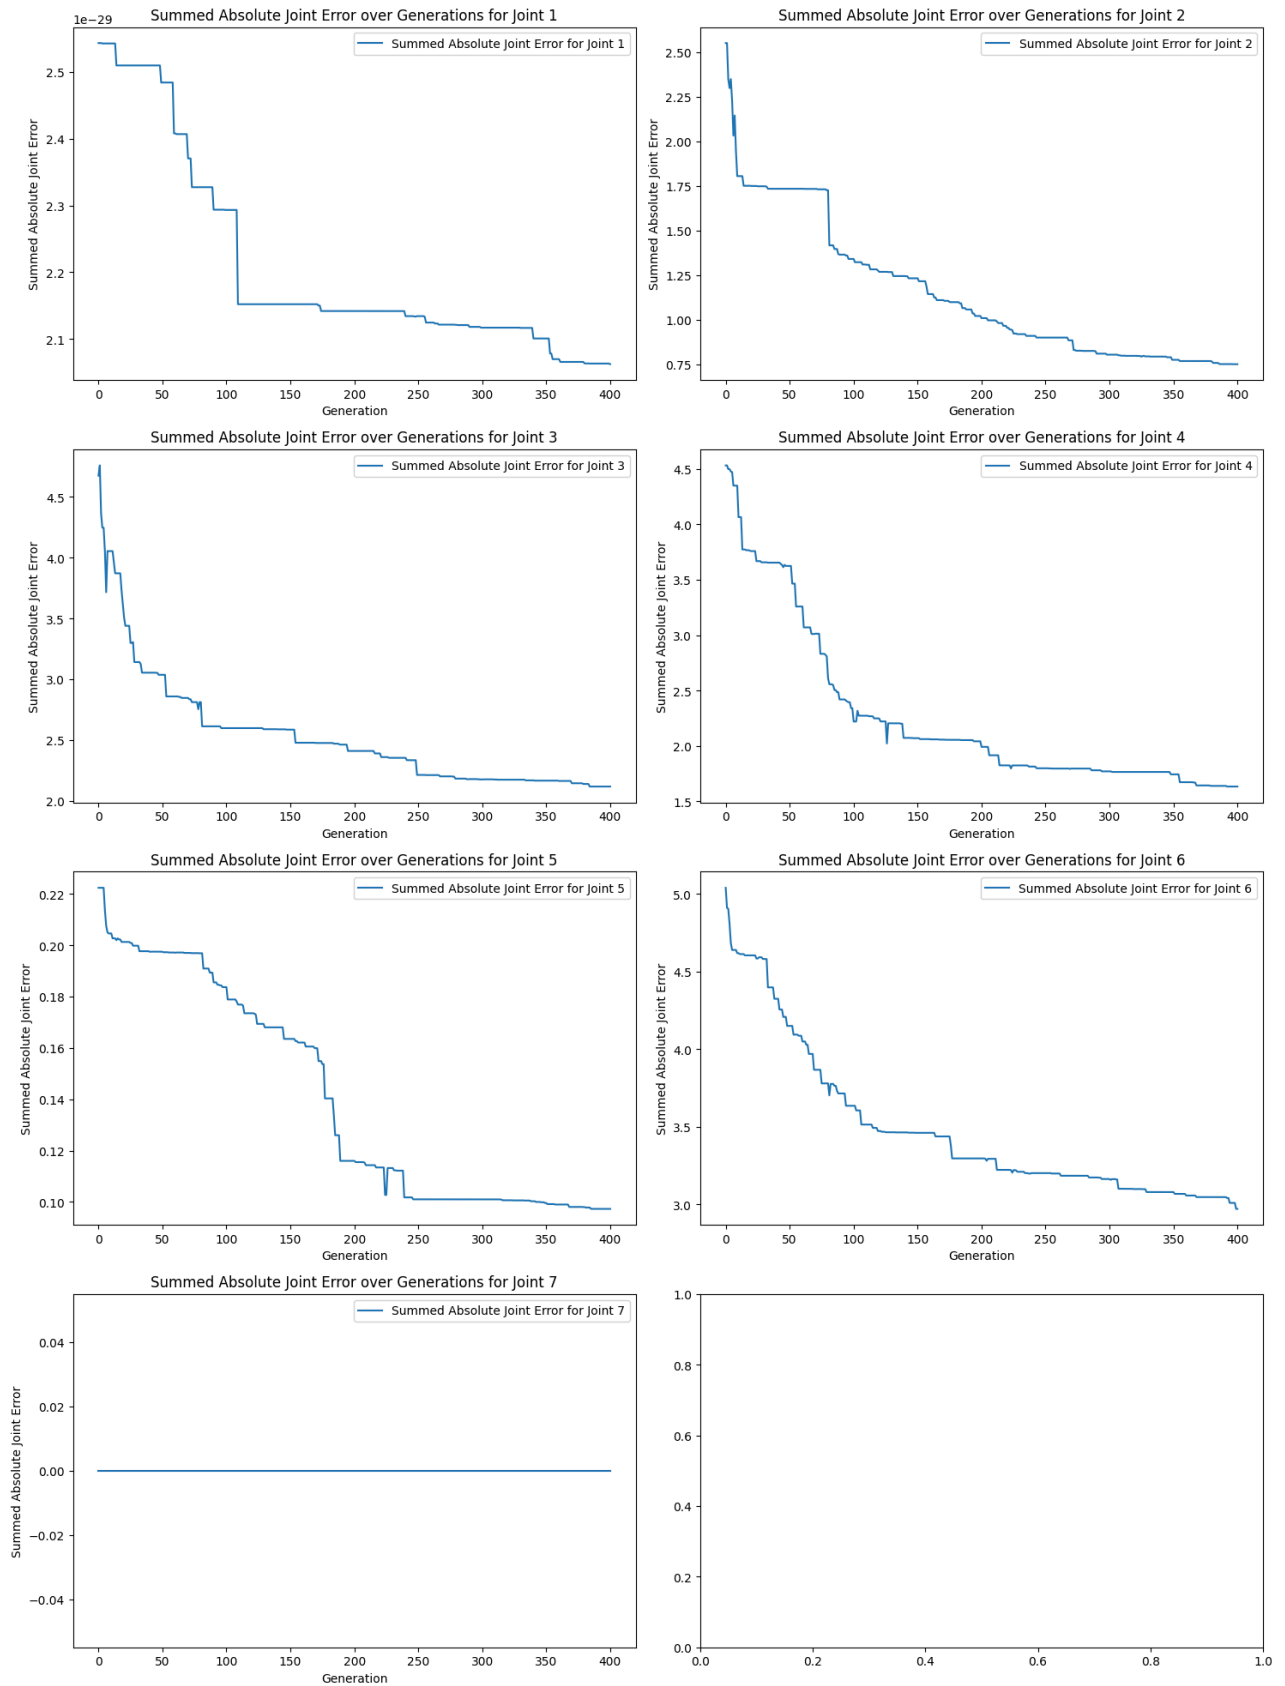 Summed Absolute Joint Error over Generations for Joint 1
1e−29
Summed Absolute Joint Error for Joint 1
2.5
2.4
2.3
2.2
2.1
Summed Absolute Joint Error
0 50 100 150 200 250 300 350 400
Generation
Summed Absolute Joint Error over Generations for Joint 2
Summed Absolute Joint Error for Joint 2
2.50
2.25
2.00
1.75
1.50
1.25
1.00
0.75
Summed Absolute Joint Error
0 50 100 150 200 250 300 350 400
Generation
Summed Absolute Joint Error over Generations for Joint 3
Summed Absolute Joint Error for Joint 3
4.5
4.0
3.5
3.0
2.5
2.0
Summed Absolute Joint Error
0 50 100 150 200 250 300 350 400
Generation
Summed Absolute Joint Error over Generations for Joint 4
Summed Absolute Joint Error for Joint 4
4.5
4.0
3.5
3.0
2.5
2.0
1.5
Summed Absolute Joint Error
0 50 100 150 200 250 300 350 400
Generation
Summed Absolute Joint Error over Generations for Joint 5
Summed Absolute Joint Error for Joint 5
0.22
0.20
0.18
0.16
0.14
0.12
0.10
Summed Absolute Joint Error
0 50 100 150 200 250 300 350 400
Generation
Summed Absolute Joint Error over Generations for Joint 6
Summed Absolute Joint Error for Joint 6
5.0
4.5
4.0
3.5
3.0
Summed Absolute Joint Error
0 50 100 150 200 250 300 350 400
Generation
Summed Absolute Joint Error over Generations for Joint 7
Summed Absolute Joint Error for Joint 7
0.04
0.02
0.00
−0.02
−0.04
Summed Absolute Joint Error
0 50 100 150 200 250 300 350 400
Generation
1.0
0.8
0.6
0.4
0.2
0.0
0.0 0.2 0.4 0.6 0.8 1.0